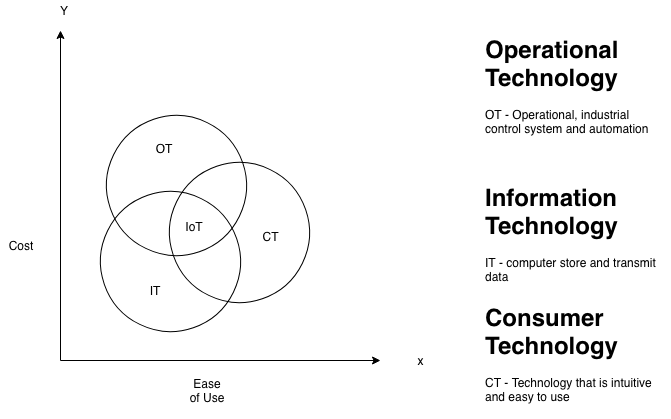 Y
OT
IoT
CT
IT
Cost
x
Ease
of Use
Operational
Technology
OT - Operational, industrial
control system and automation
Information
Technology
IT - computer store and transmit
data
Consumer
Technology
CT - Technology that is intuitive
and easy to use